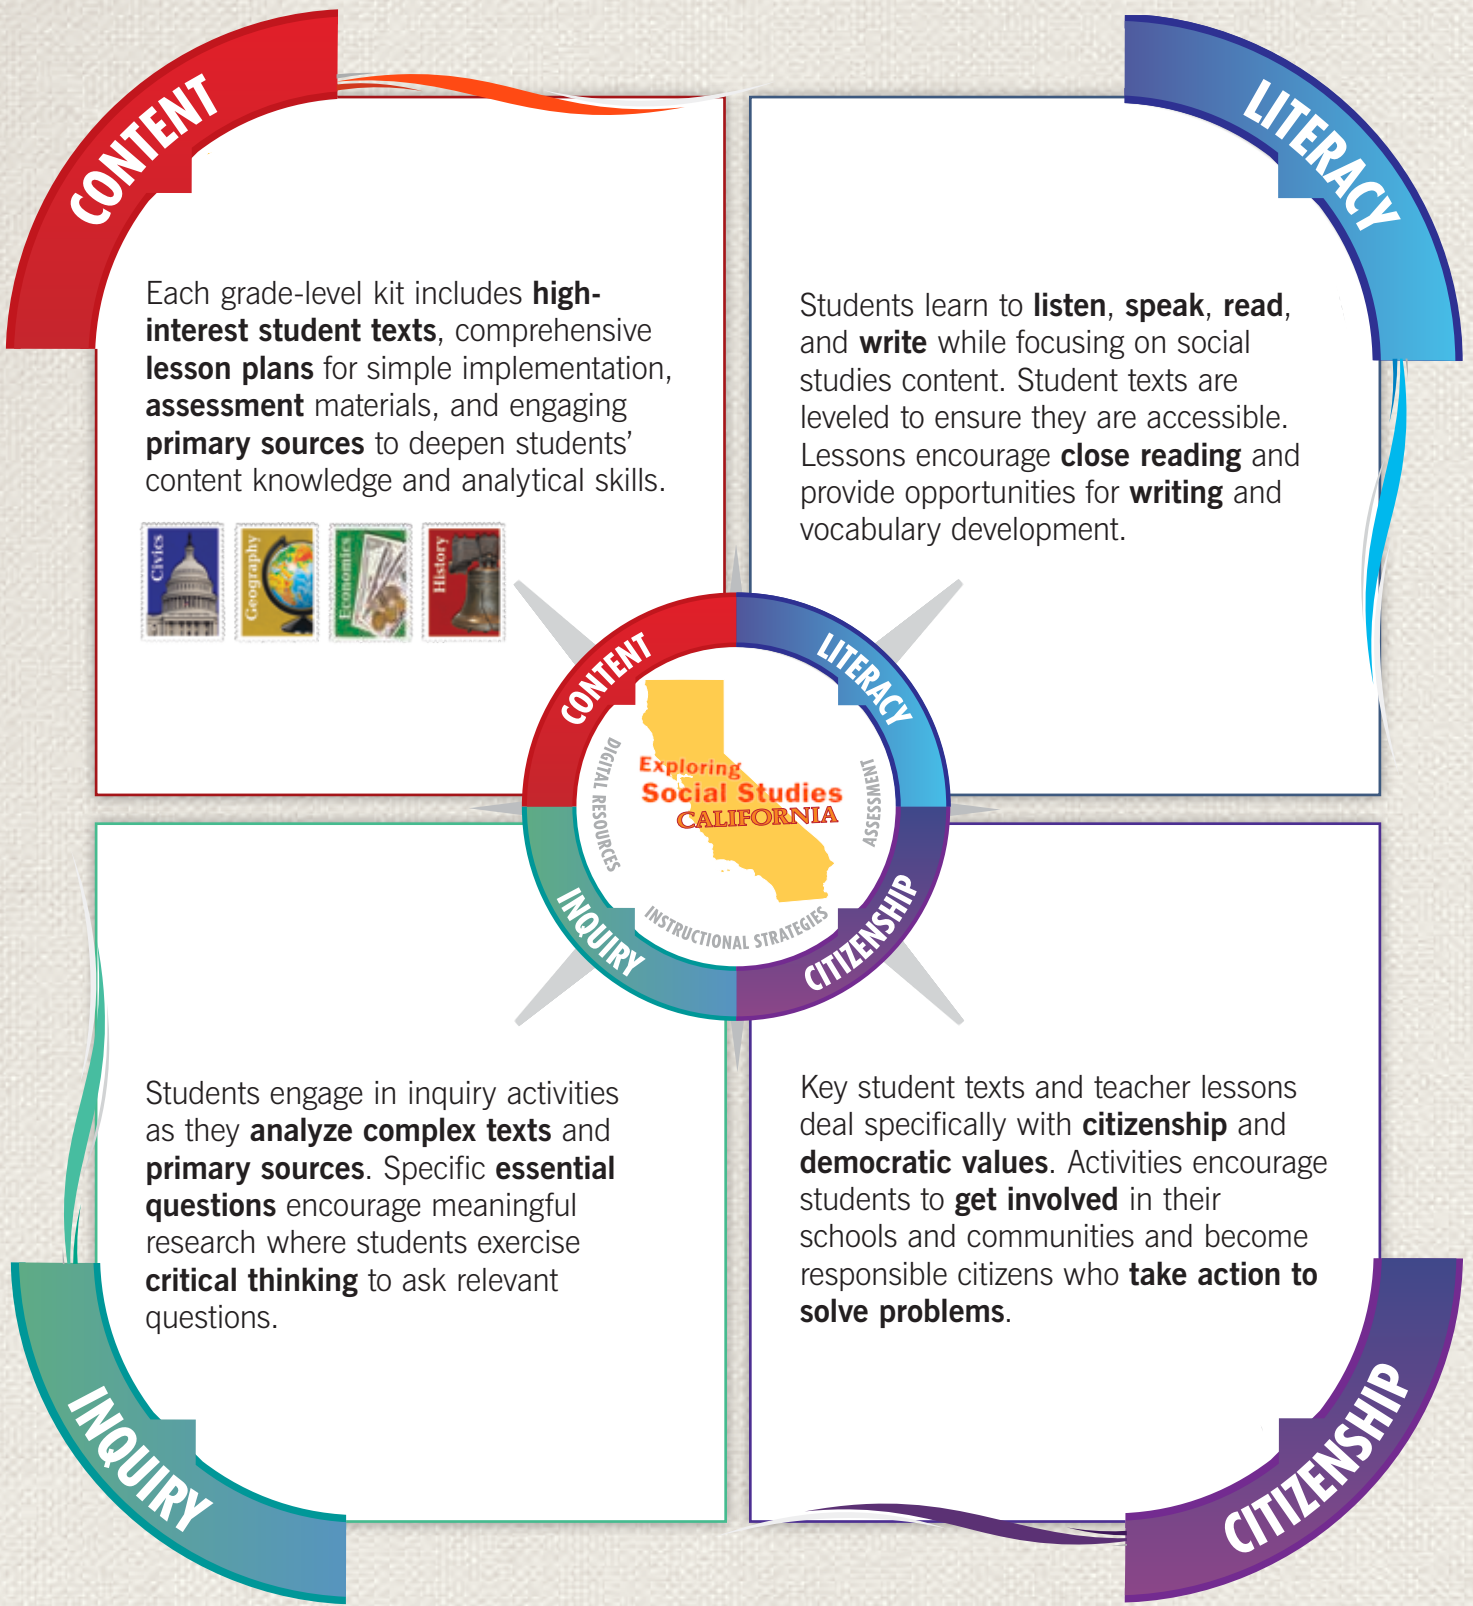 CONTENT
Each grade-level kit includes high-
interest student texts, comprehensive
lesson plans for simple implementation,
assessment materials, and engaging
primary sources to deepen students’
content knowledge and analytical skills.
Civics
Geography
Economics
History
LITERACY
Students learn to listen, speak, read,
and write while focusing on social
studies content. Student texts are
leveled to ensure they are accessible.
Lessons encourage close reading and
provide opportunities for writing and
vocabulary development.
CONTENT
LITERACY
DIGITAL RESOURCES
Exploring
Social Studies
CALIFORNIA
ASSESSMENT
INQUIRY
INSTRUCTIONAL STRATEGIES
CITIZENSHIP
Students engage in inquiry activities
as they analyze complex texts and
primary sources. Specific essential
questions encourage meaningful
research where students exercise
critical thinking to ask relevant
questions.
INQUIRY
Key student texts and teacher lessons
deal specifically with citizenship and
democratic values. Activities encourage
students to get involved in their
schools and communities and become
responsible citizens who take action to
solve problems.
CITIZENSHIP